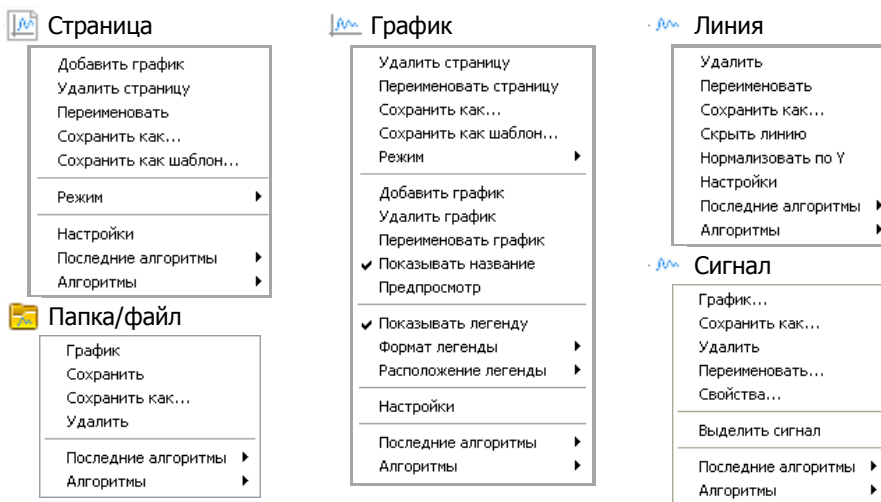 Страница
Добавить график
Удалить страницу
Переименовать
Сохранить как...
Сохранить как шаблон...
Режим
Настройки
Последние алгоритмы
Алгоритмы
Папка/файл
График
Сохранить
Сохранить как...
Удалить
Последние алгоритмы
Алгоритмы
График
Удалить страницу
Переименовать страницу
Сохранить как...
Сохранить как шаблон...
Режим
Добавить график
Удалить график
Переименовать график
Показывать название
Предпросмотр
Показывать легенду
Формат легенды
Расположение легенды
Настройки
Последние алгоритмы
Алгоритмы
Линия
Удалить
Переименовать
Сохранить как...
Скрыть линию
Нормализовать по Y
Настройки
Последние алгоритмы
Алгоритмы
Сигнал
График...
Сохранить как...
Удалить
Переименовать...
Свойства...
Выделить сигнал
Последние алгоритмы
Алгоритмы